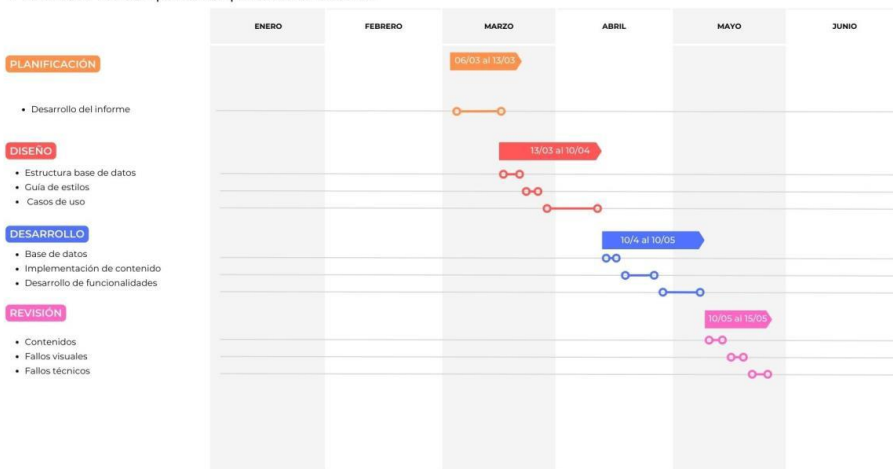 ENERO
FEBRERO
MARZO
ABRIL
MAYO
JUNIO
PLANIFICACIÓN
06/03 al 13/03
• Desarrollo del informe
DISEÑO
13/03 al 10/04
• Estructura base de datos
• Guía de estilos
• Casos de uso
DESARROLLO
10/4 al 10/05
• Base de datos
• Implementación de contenido
• Desarrollo de funcionalidades
REVISIÓN
10/05 al 15/05
• Contenidos
• Fallos visuales
• Fallos técnicos